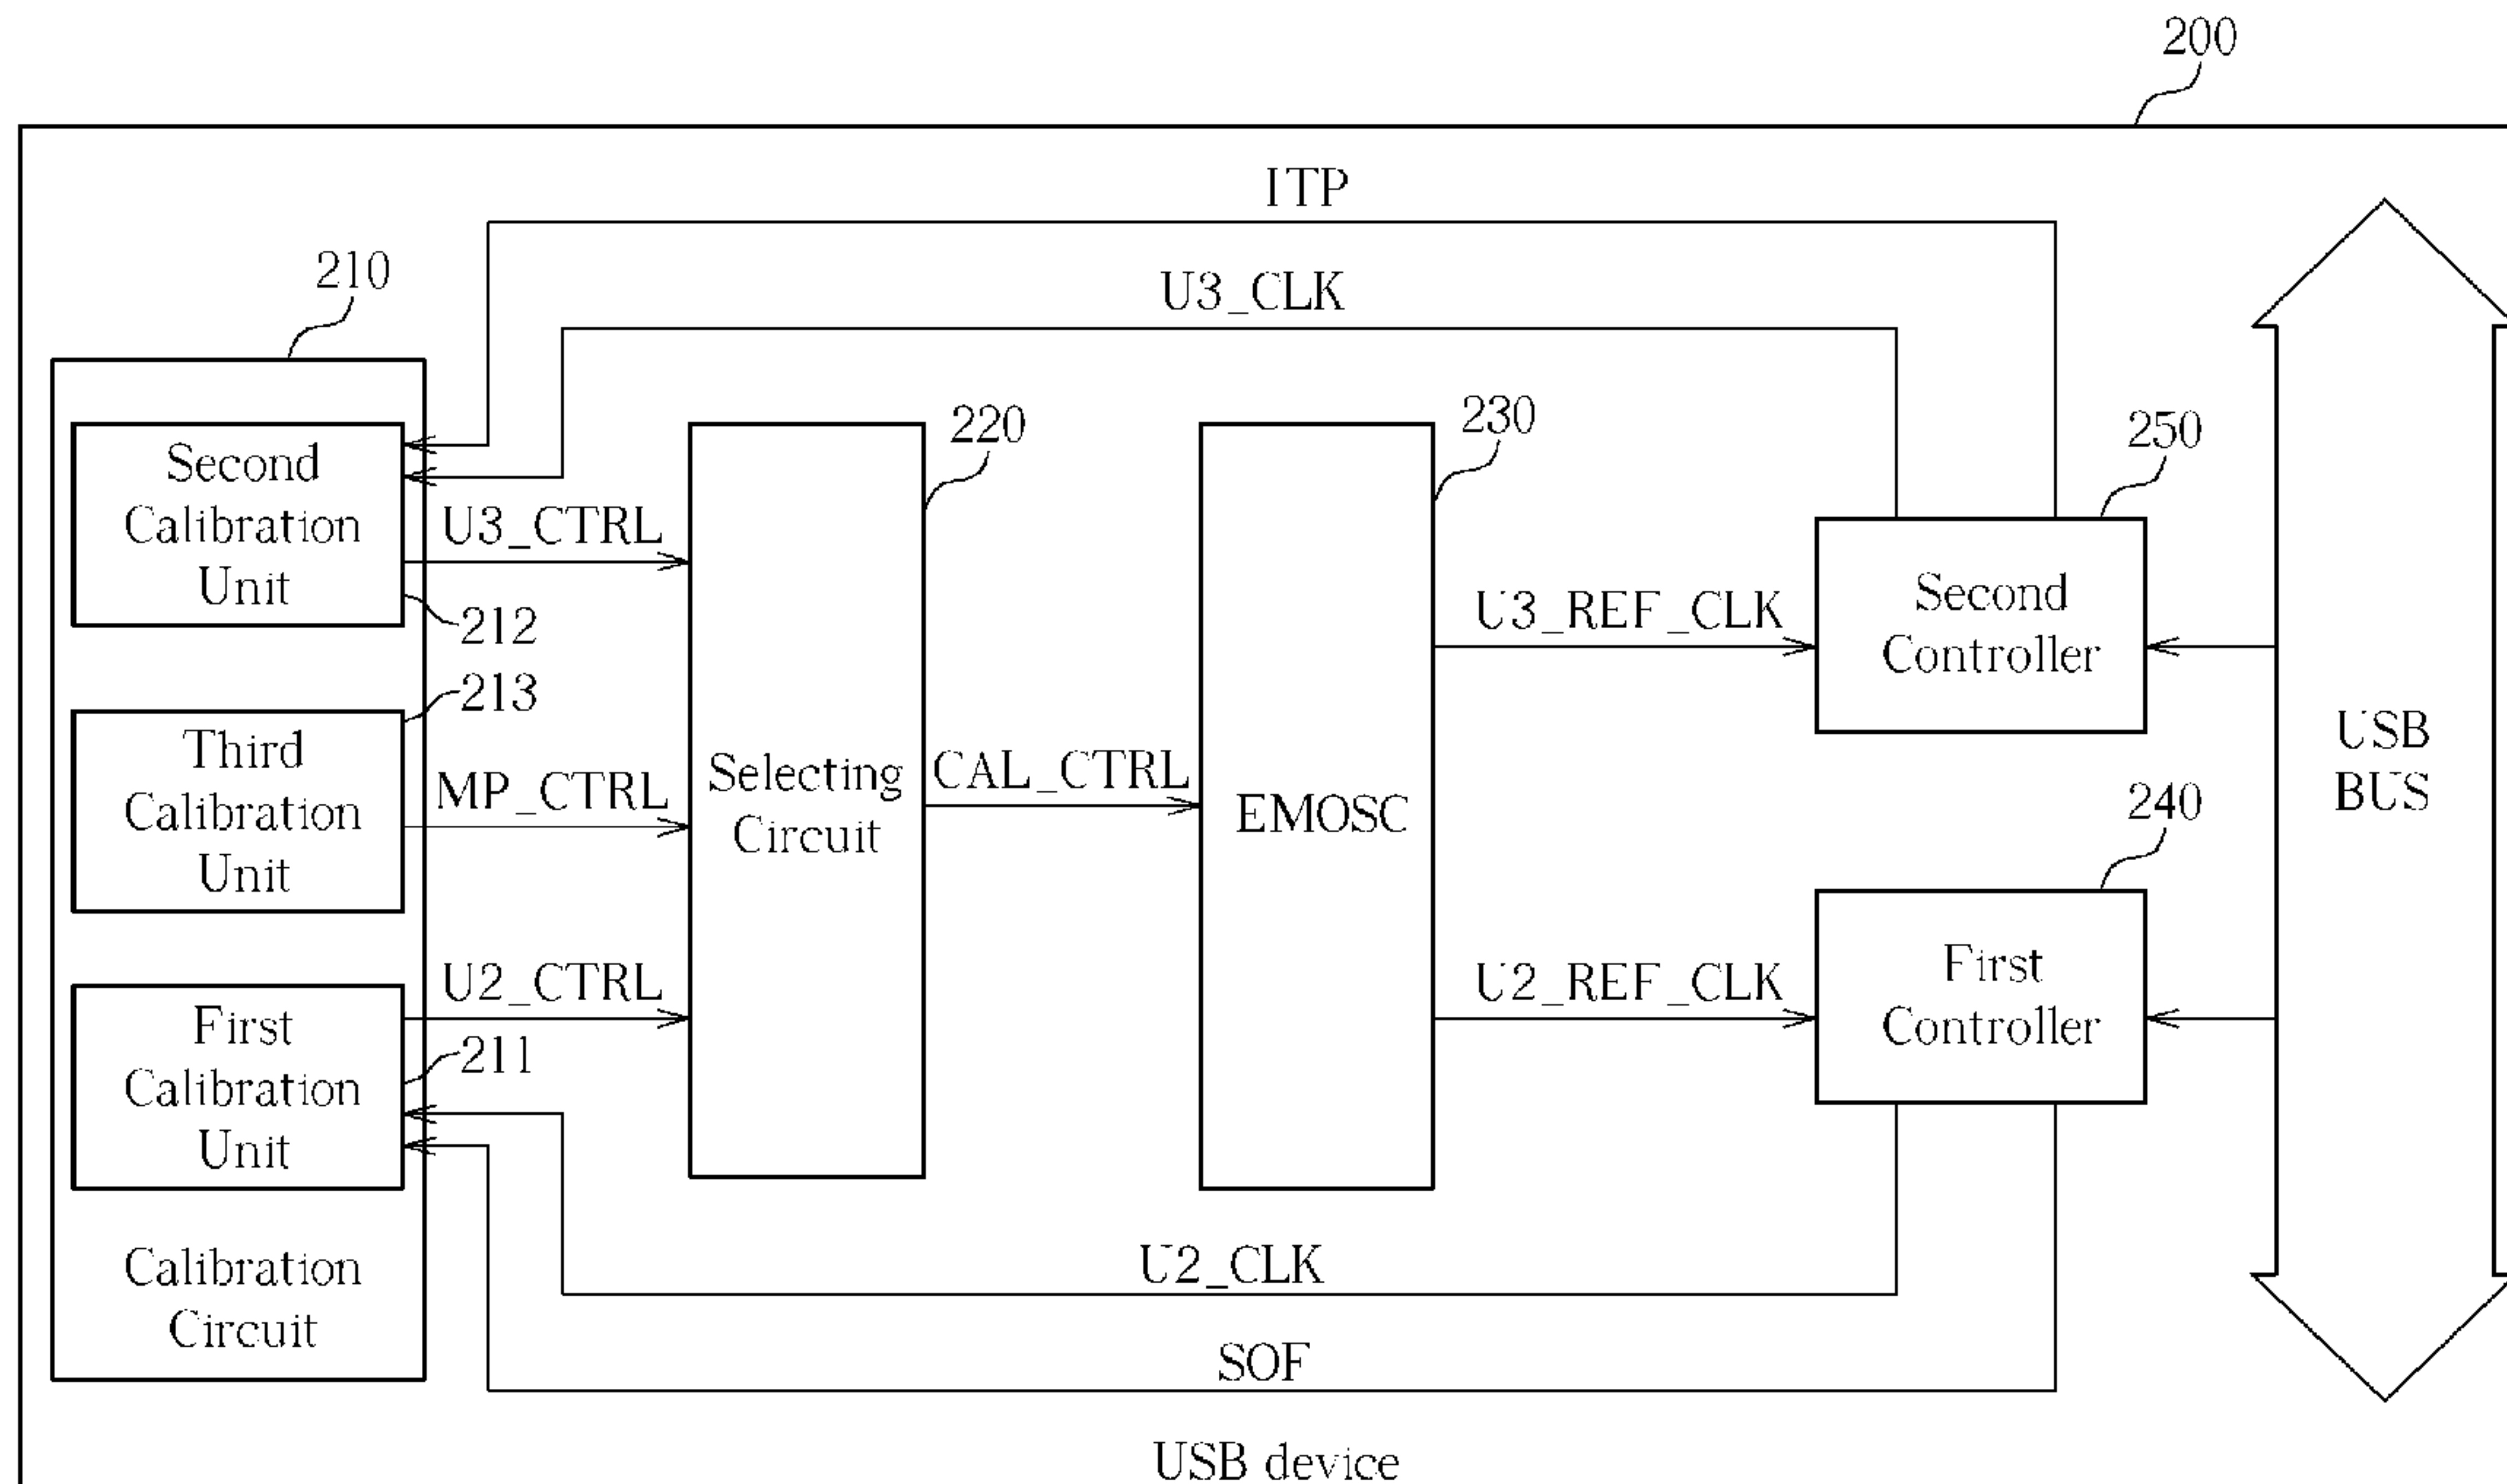 200
ITP
210
U3_CLK
Second
Calibration
Unit
220
230
250
U3_CTRL
212
Second
Controller
U3_REF_CLK
213
Third
Calibration
Unit
MP_CTRL
Selecting
Circuit
CAL_CTRL
EMOSC
USB
BUS
240
U2_CTRL
First
Calibration
Unit
211
U2_REF_CLK
First
Controller
Calibration
Circuit
U2_CLK
SOF
USB device